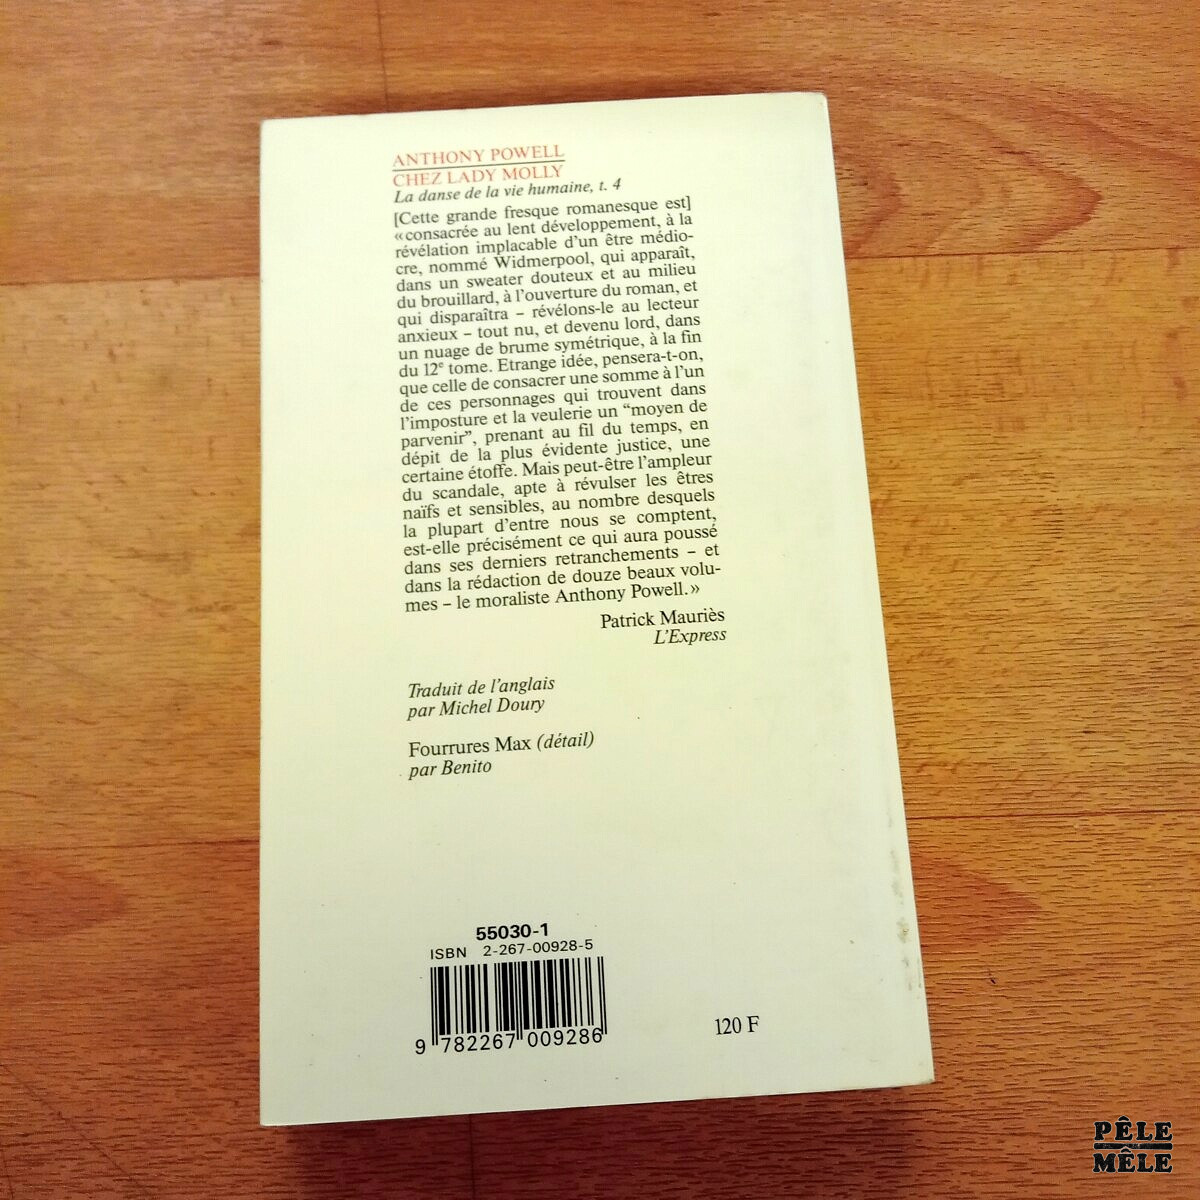 ANTHONY POWELL
CHEZ LADY MOLLY
La danse de la vie humaine, t. 4
[Cette grande fresque romanesque est]
«consacrée au lent développement, à la
révélation implacable d'un être médio-
cre, nommé Widmerpool, qui apparaît,
dans un sweater douteux et au milieu
du brouillard, à l'ouverture du roman, et
qui disparaîtra – révélons-le au lecteur
anxieux – tout nu, et devenu lord, dans
un nuage de brume symétrique, à la fin
du 12e tome. Etrange idée, pensera-t-on,
que celle de consacrer une somme à l'un
de ces personnages qui trouvent dans
l'imposture et la veulerie un “moyen de
parvenir”, prenant au fil du temps, en
dépit de la plus évidente justice, une
certaine étoffe. Mais peut-être l'ampleur
du scandale, apte à révulser les êtres
naïfs et sensibles, au nombre desquels
la plupart d'entre nous se comptent,
est-elle précisément ce qui aura poussé
dans ses derniers retranchements – et
dans la rédaction de douze beaux volu-
mes – le moraliste Anthony Powell.»
Patrick Mauriès
L'Express
Traduit de l'anglais
par Michel Doury
Fourrures Max (détail)
par Benito
55030-1
ISBN 2-267-00928-5
9 782267 009286
120 F
PÊLE
MÊLE